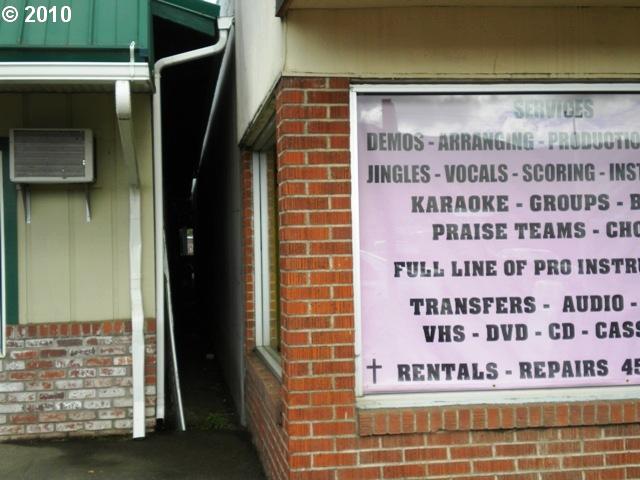 © 2010
SERVICES
DEMOS - ARRANGING - PRODUCTIO
JINGLES - VOCALS - SCORING - INST
KARAOKE - GROUPS - B
PRAISE TEAMS - CHO
FULL LINE OF PRO INSTRU
TRANSFERS - AUDIO -
VHS - DVD - CD - CASS
RENTALS - REPAIRS 45